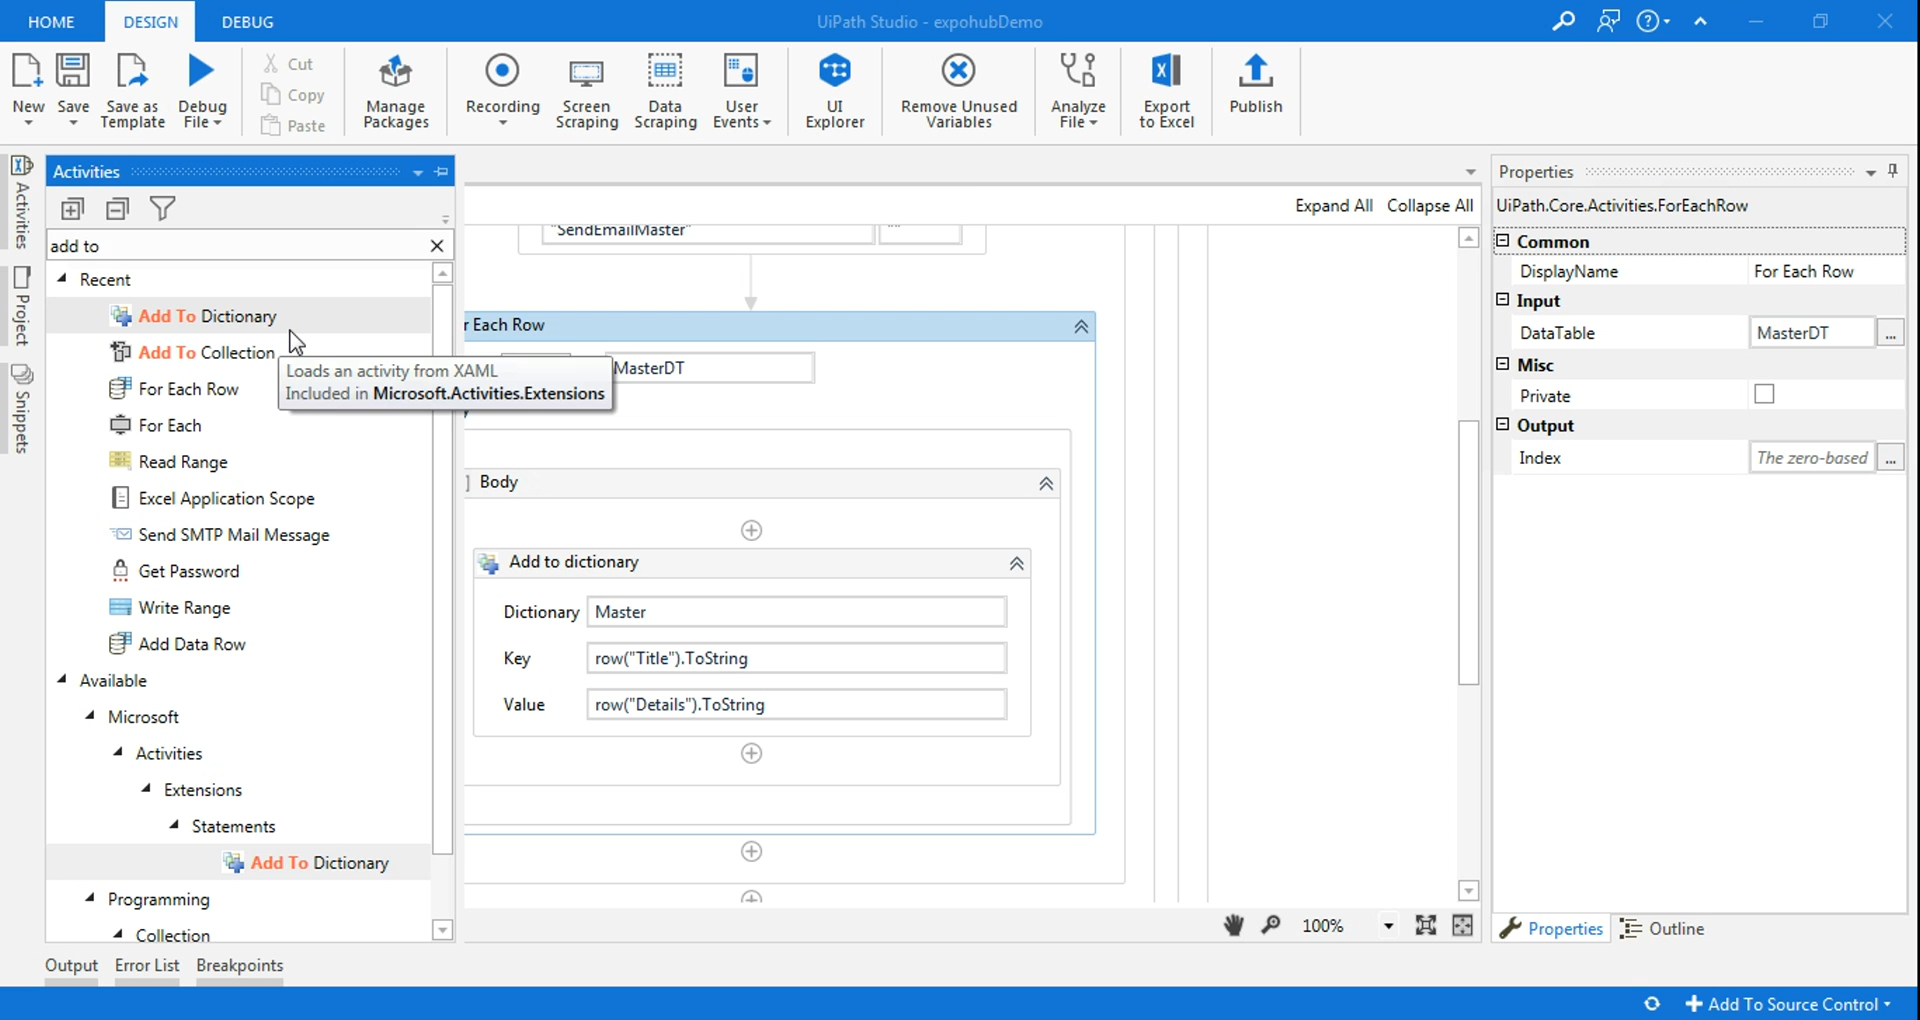 HOME
DESIGN
DEBUG
UiPath Studio - expohubDemo
New
Save
Save as
Template
Debug
File
Cut
Copy
Paste
Manage
Packages
Recording
Screen
Scraping
Data
Scraping
User
Events
UI
Explorer
Remove Unused
Variables
Analyze
File
Export
to Excel
Publish
Activities
Project
Snippets
Activities
add to
Recent
Add To Dictionary
Add To Collection
For Each Row
For Each
Read Range
Excel Application Scope
Send SMTP Mail Message
Get Password
Write Range
Add Data Row
Available
Microsoft
Activities
Extensions
Statements
Add To Dictionary
Programming
Collection
Loads an activity from XAML
Included in Microsoft.Activities.Extensions
Expand All Collapse All
"SendEmailMaster"
""
r Each Row
MasterDT
Body
Add to dictionary
Dictionary Master
Key row("Title").ToString
Value row("Details").ToString
100%
Properties
UiPath.Core.Activities.ForEachRow
Common
DisplayName For Each Row
Input
DataTable MasterDT ...
Misc
Private
Output
Index The zero-based ...
Properties Outline
Output Error List Breakpoints
Add To Source Control